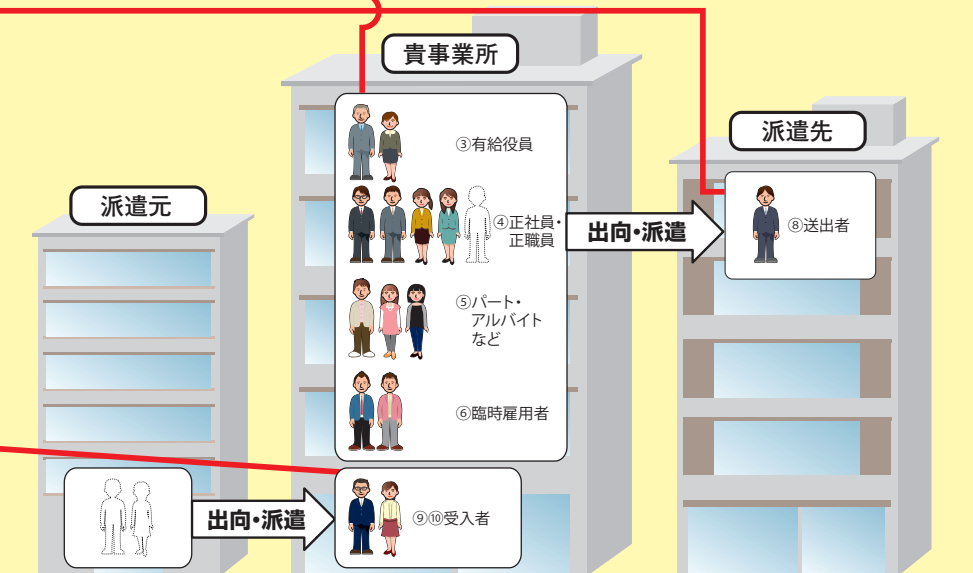 貴事業所
③有給役員
④正社員・
正職員
⑤パート・
アルバイト
など
⑥臨時雇用者
出向・派遣
派遣先
⑧送出者
派遣元
出向・派遣
⑨⑩受入者